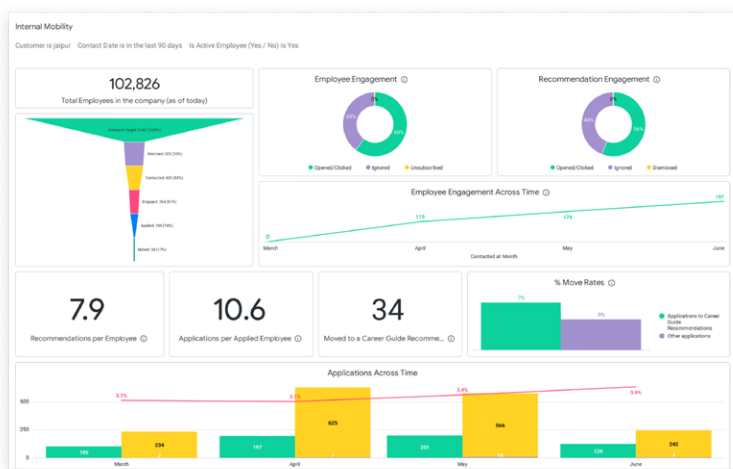 Internal Mobility
Customer is jaipur Contact Date is in the last 90 days Is Active Employee (Yes / No) is Yes
102,826
Total Employees in the company (as of today)
Employee Engagement
0%
60%
Opened/Clicked Ignored Unsubscribed
Recommendation Engagement
0%
44%
56%
Opened/Clicked Ignored Dismissed
Employee Engagement Across Time
0
115
174
March April May June
Contacted at Month
7.9
Recommendations per Employee
10.6
Applications per Applied Employee
34
Moved to a Career Guide Recomme...
% Move Rates
7%
3%
Applications to Career
Guide
Recommendations
Other applications
Applications Across Time
500
250
0
3.1%
3.1%
3.4%
3.9%
234
197
625
201
566
243
March April May June